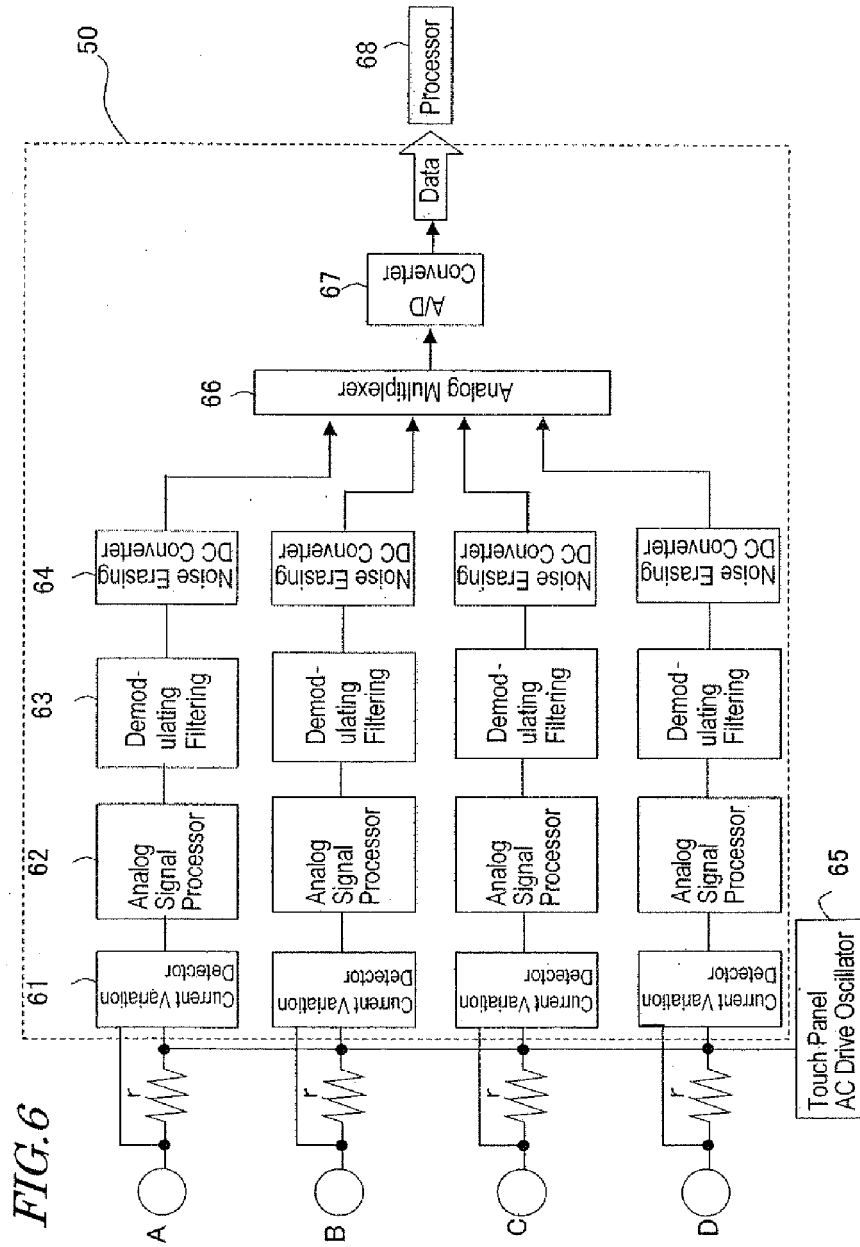 FIG.6
50
61
62
63
64
A
r
Current Variation
Detector
Analog
Signal
Processor
Demod-
ulating
Filtering
Noise Erasing
DC Converter
B
r
Current Variation
Detector
Analog
Signal
Processor
Demod-
ulating
Filtering
Noise Erasing
DC Converter
C
r
Current Variation
Detector
Analog
Signal
Processor
Demod-
ulating
Filtering
Noise Erasing
DC Converter
D
r
Current Variation
Detector
Analog
Signal
Processor
Demod-
ulating
Filtering
Noise Erasing
DC Converter
66
Analog Multiplexer
67
A/D
Converter
Data
68
Processor
65
Touch Panel
AC Drive Oscillator